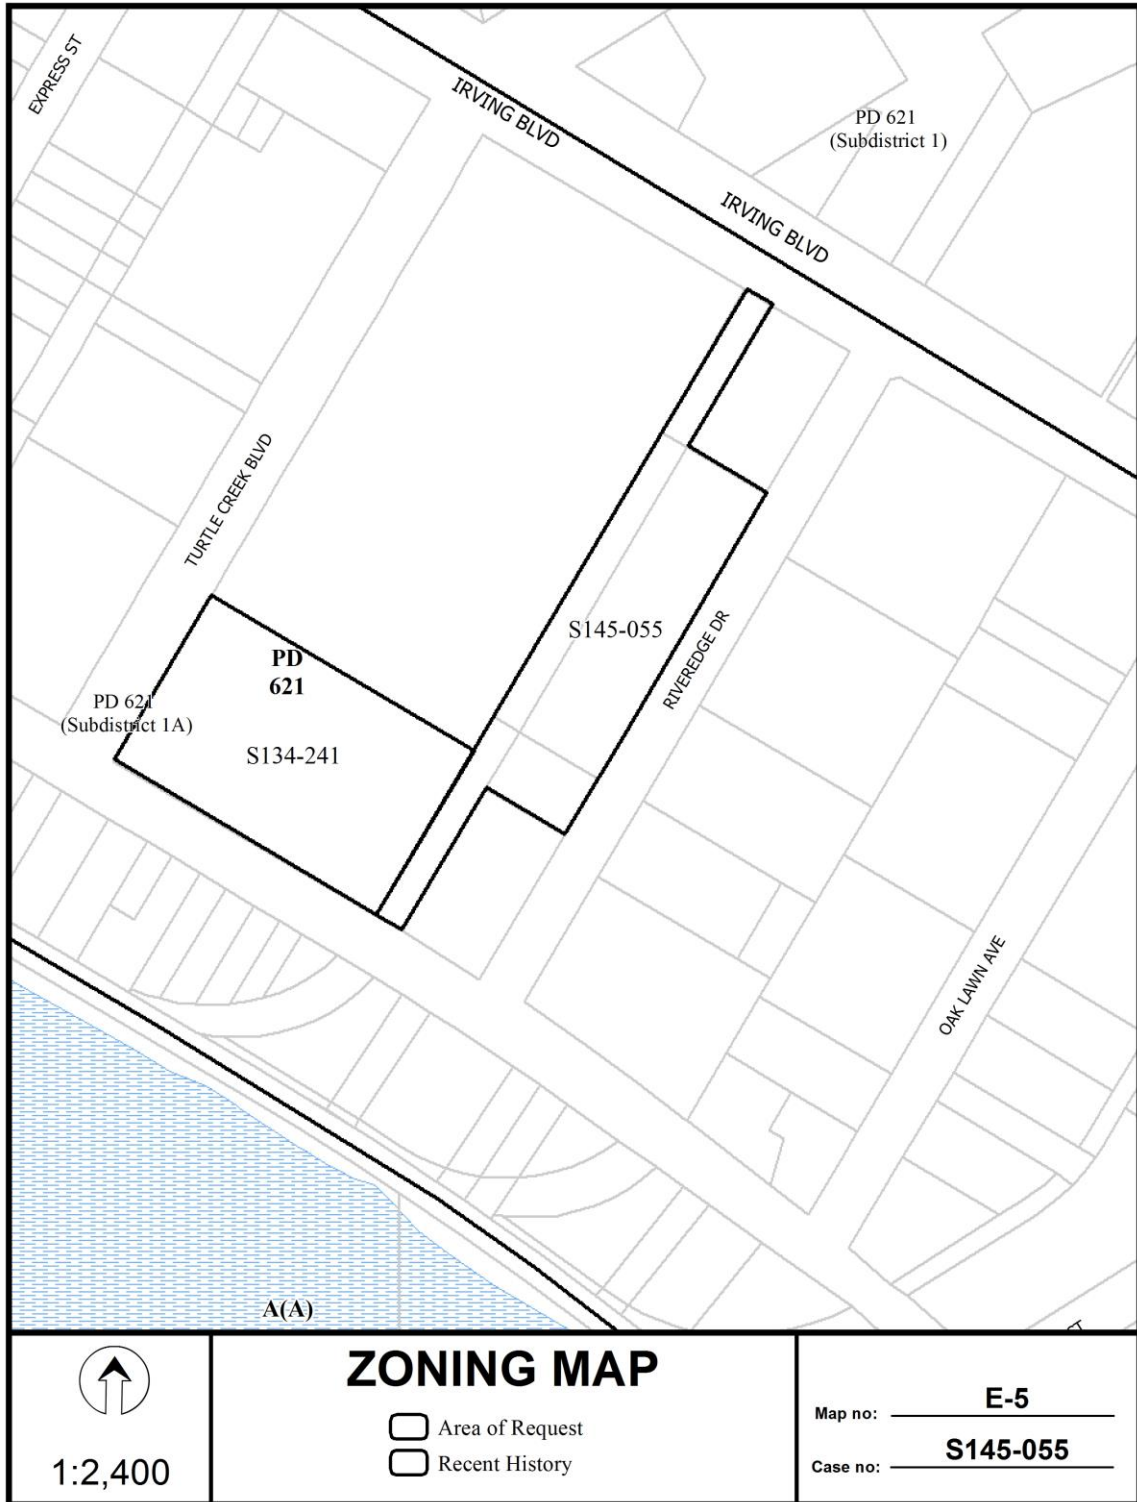 EXPRESS ST
IRVING BLVD
PD 621
(Subdistrict 1)
IRVING BLVD
TURTLE CREEK BLVD
S145-055
RIVEREDGE DR
PD
621
PD 621
(Subdistrict 1A)
S134-241
OAK LAWN AVE
A(A)
ZONING MAP
Area of Request
Recent History
1:2,400
Map no: E-5
Case no: S145-055